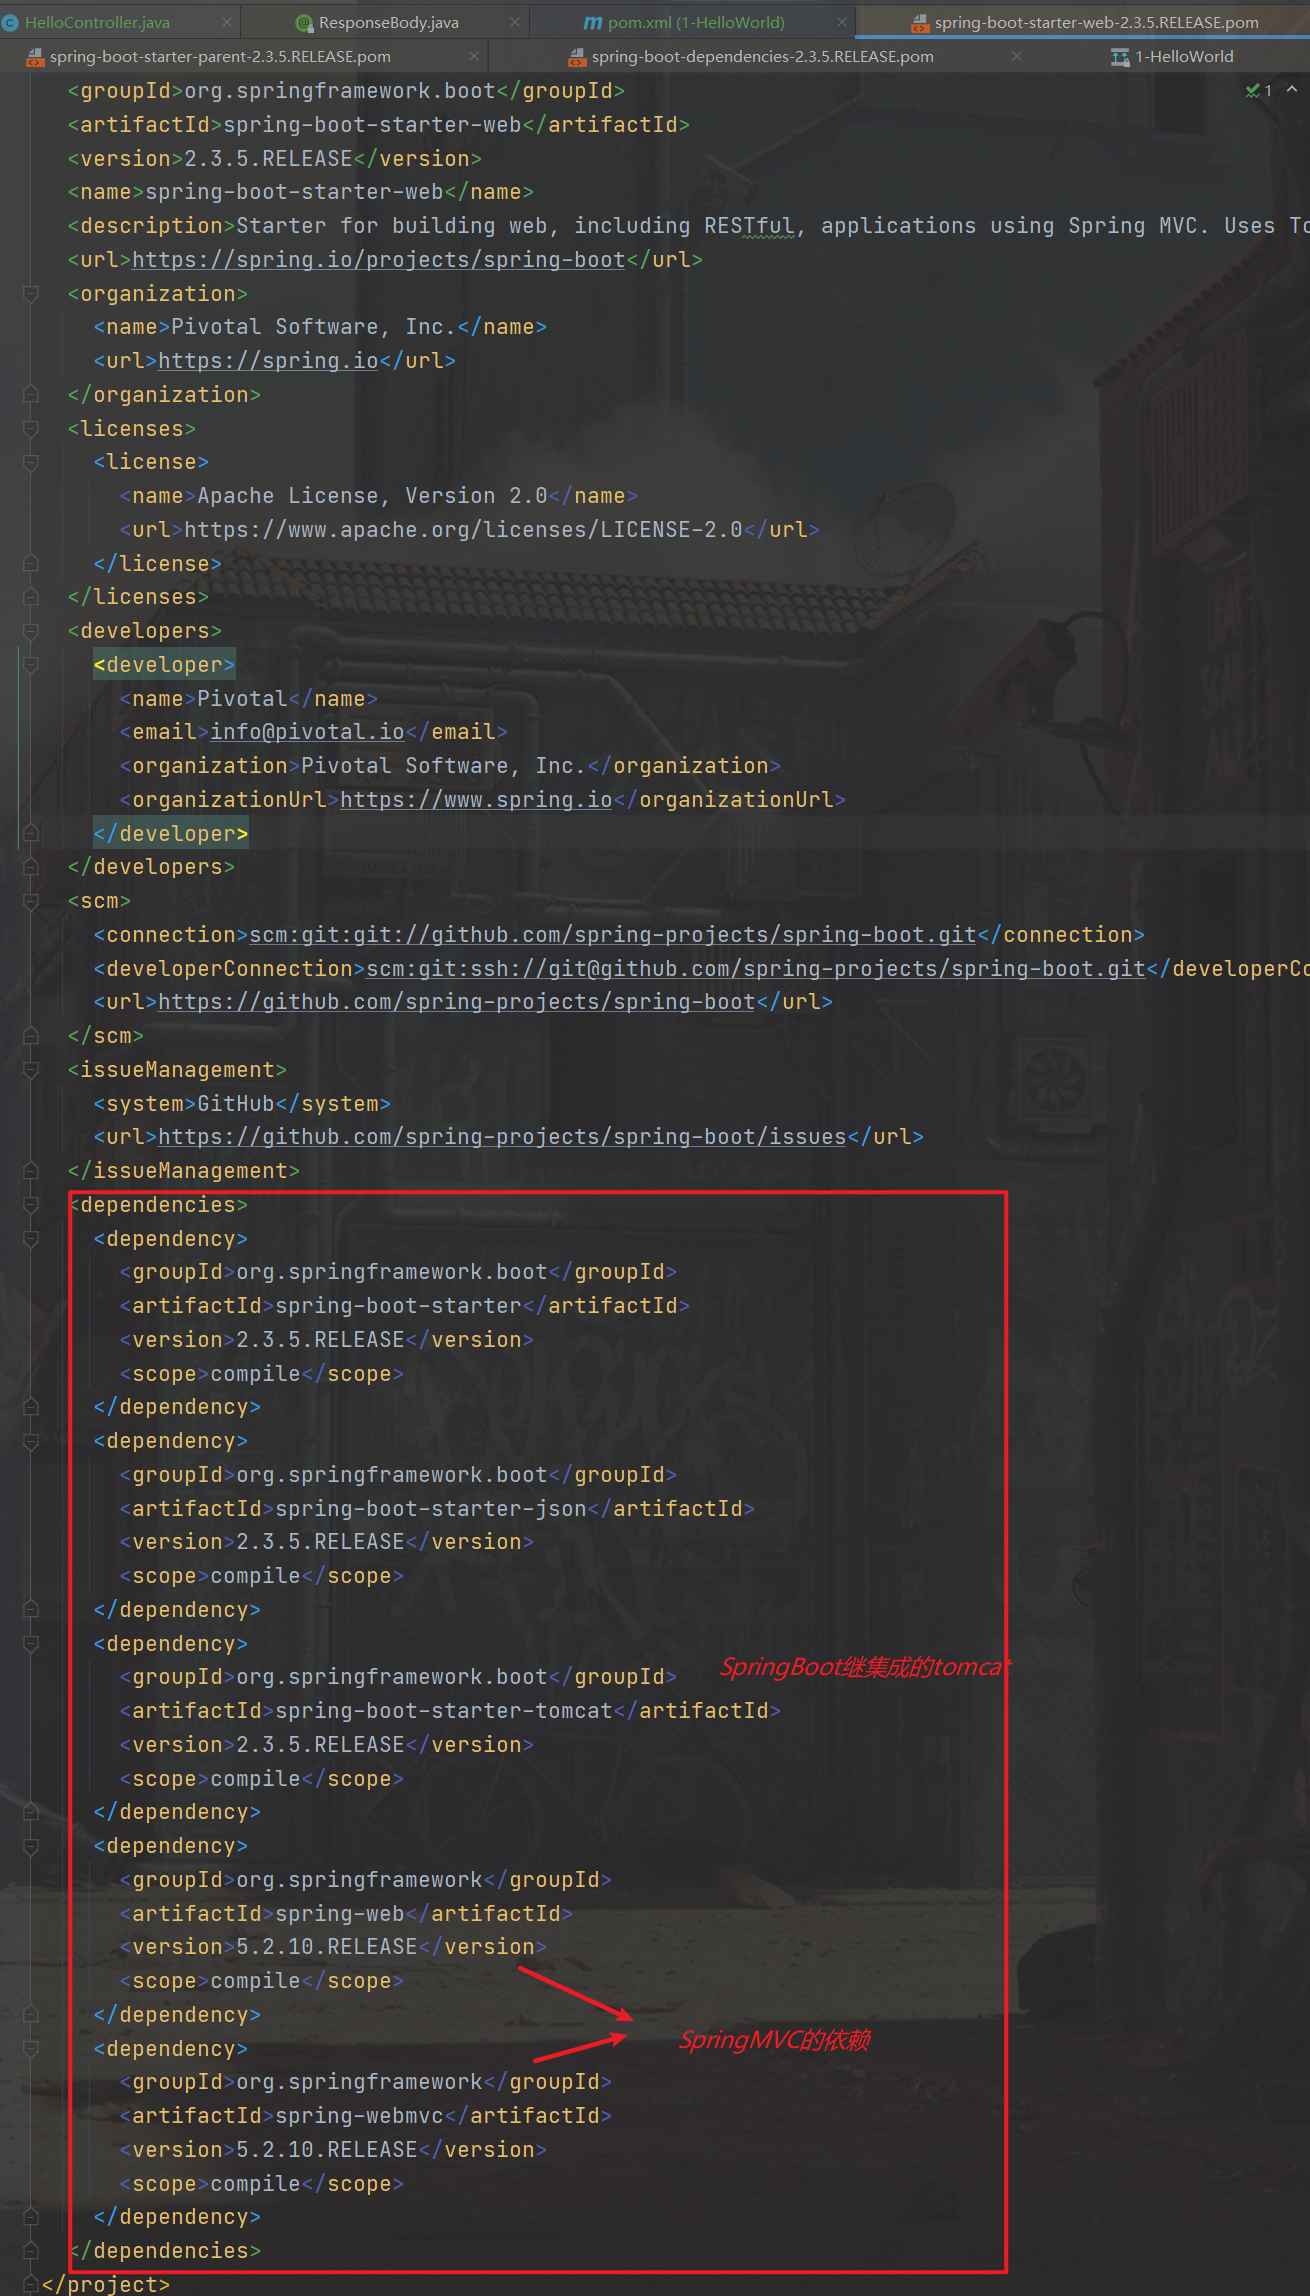 HelloController.java
ResponseBody.java
pom.xml (1-HelloWorld)
spring-boot-starter-web-2.3.5.RELEASE.pom
spring-boot-starter-parent-2.3.5.RELEASE.pom
spring-boot-dependencies-2.3.5.RELEASE.pom
1-HelloWorld
<groupId>org.springframework.boot</groupId>
1
<artifactId>spring-boot-starter-web</artifactId>
<version>2.3.5.RELEASE</version>
<name>spring-boot-starter-web</name>
<description>Starter for building web, including RESTful, applications using Spring MVC. Uses To
<url>https://spring.io/projects/spring-boot</url>
<organization>
<name>Pivotal Software, Inc.</name>
<url>https://spring.io</url>
</organization>
<licenses>
<license>
<name>Apache License, Version 2.0</name>
<url>https://www.apache.org/licenses/LICENSE-2.0</url>
</license>
</licenses>
<developers>
<developer>
<name>Pivotal</name>
<email>info@pivotal.io</email>
<organization>Pivotal Software, Inc.</organization>
<organizationUrl>https://www.spring.io</organizationUrl>
</developer>
</developers>
<scm>
<connection>scm:git:git://github.com/spring-projects/spring-boot.git</connection>
<developerConnection>scm:git:ssh://git@github.com/spring-projects/spring-boot.git</developerCo
<url>https://github.com/spring-projects/spring-boot</url>
</scm>
<issueManagement>
<system>GitHub</system>
<url>https://github.com/spring-projects/spring-boot/issues</url>
</issueManagement>
<dependencies>
<dependency>
<groupId>org.springframework.boot</groupId>
<artifactId>spring-boot-starter</artifactId>
<version>2.3.5.RELEASE</version>
<scope>compile</scope>
</dependency>
<dependency>
<groupId>org.springframework.boot</groupId>
<artifactId>spring-boot-starter-json</artifactId>
<version>2.3.5.RELEASE</version>
<scope>compile</scope>
</dependency>
<dependency>
<groupId>org.springframework.boot</groupId>
SpringBoot继集成的tomcat
<artifactId>spring-boot-starter-tomcat</artifactId>
<version>2.3.5.RELEASE</version>
<scope>compile</scope>
</dependency>
<dependency>
<groupId>org.springframework</groupId>
<artifactId>spring-web</artifactId>
<version>5.2.10.RELEASE</version>
<scope>compile</scope>
</dependency>
SpringMVC的依赖
<dependency>
<groupId>org.springframework</groupId>
<artifactId>spring-webmvc</artifactId>
<version>5.2.10.RELEASE</version>
<scope>compile</scope>
</dependency>
</dependencies>
</project>